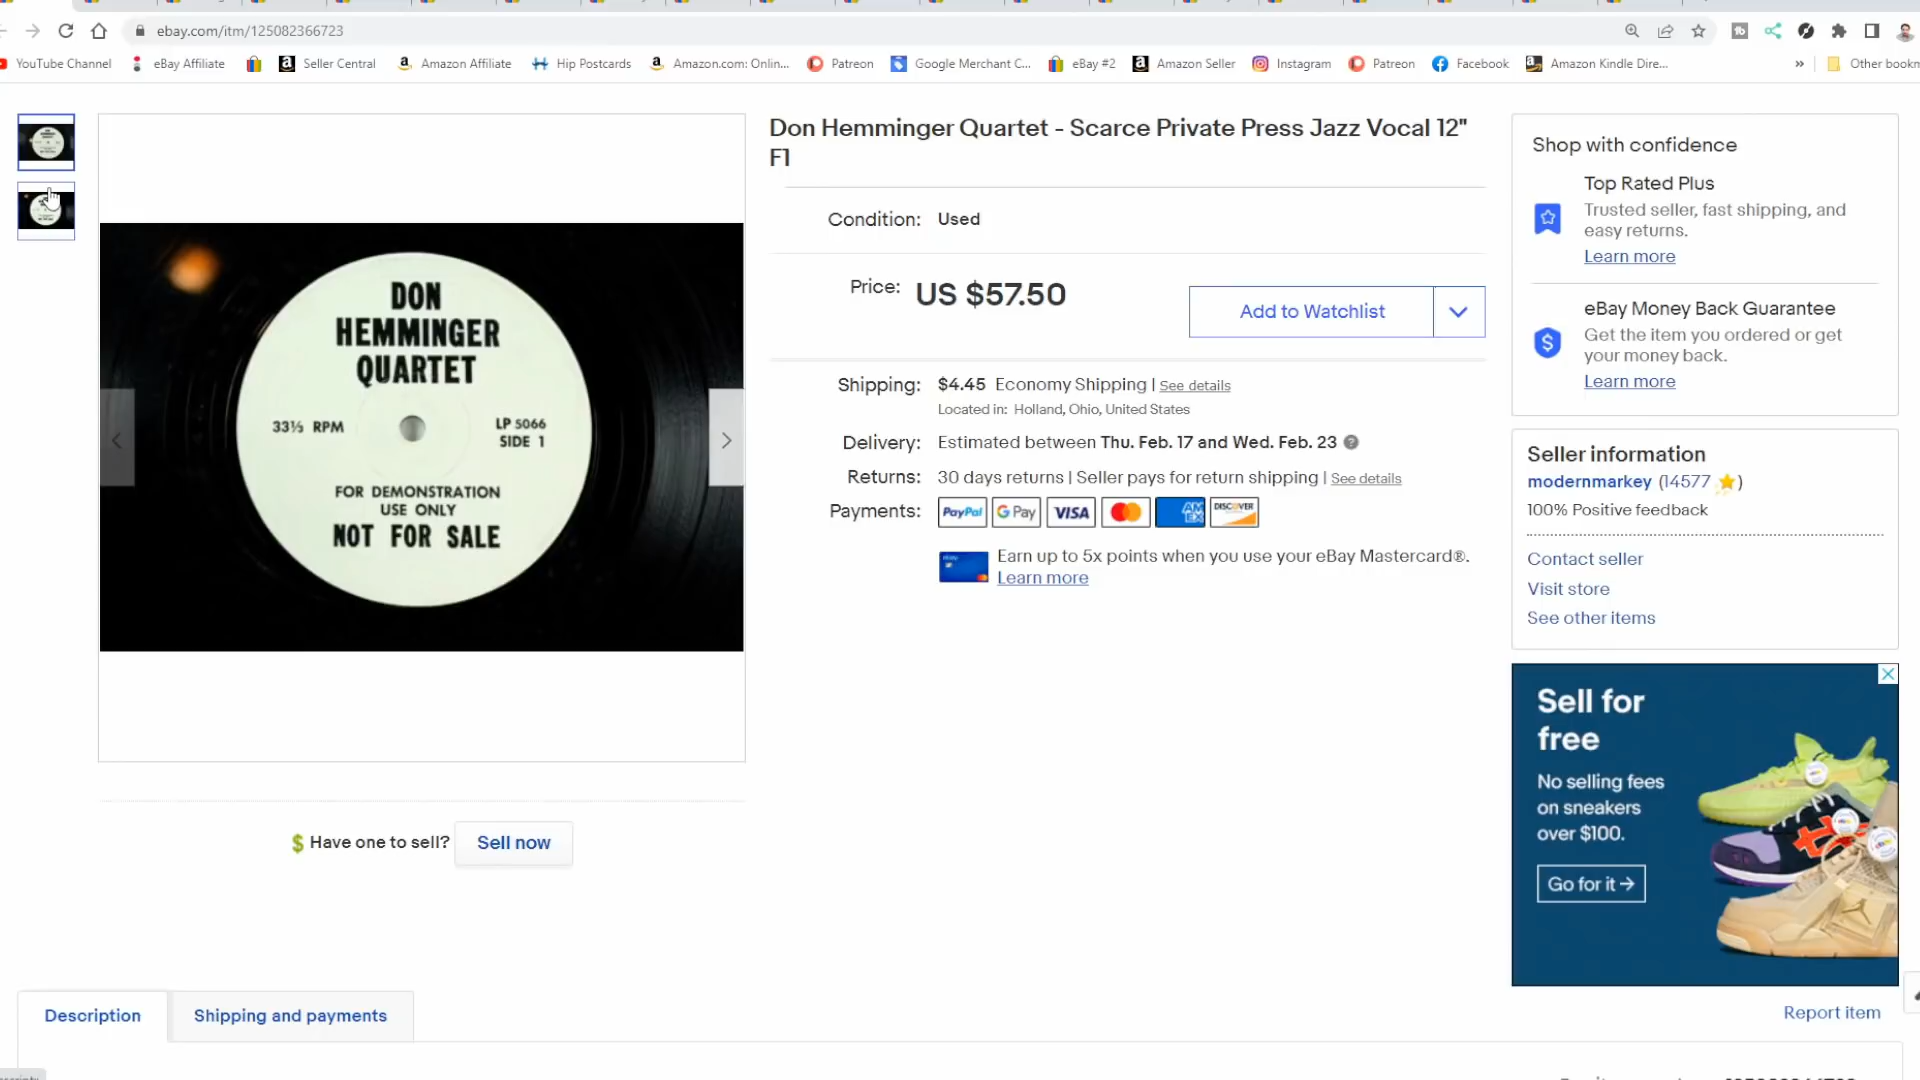 ebay.com/itm/125082366723
YouTube Channel
eBay Affiliate
Seller Central
Amazon Affiliate
Hip Postcards
Amazon.com: Onlin...
Patreon
Google Merchant C...
eBay #2
Amazon Seller
Instagram
Patreon
Facebook
Amazon Kindle Dire...
»
Other bookm
Don Hemminger Quartet - Scarce Private Press Jazz Vocal 12"
F1
Condition: Used
Price: US $57.50
Add to Watchlist
Shipping: $4.45 Economy Shipping | See details
Located in: Holland, Ohio, United States
Delivery: Estimated between Thu. Feb. 17 and Wed. Feb. 23
Returns: 30 days returns | Seller pays for return shipping | See details
Payments: PayPal G Pay VISA AMEX DISCOVER
Earn up to 5x points when you use your eBay Mastercard®.
Learn more
DON
HEMMINGER
QUARTET
33⅓ RPM
LP 5066
SIDE 1
FOR DEMONSTRATION
USE ONLY
NOT FOR SALE
$ Have one to sell? Sell now
Shop with confidence
Top Rated Plus
Trusted seller, fast shipping, and
easy returns.
Learn more
eBay Money Back Guarantee
Get the item you ordered or get
your money back.
Learn more
Seller information
modernmarkey (14577)
100% Positive feedback
Contact seller
Visit store
See other items
Sell for
free
No selling fees
on sneakers
over $100.
Go for it →
Report item
Description
Shipping and payments